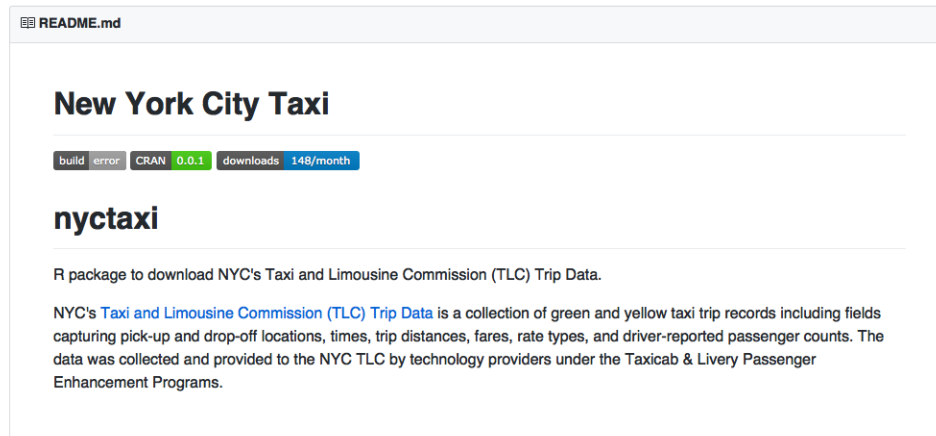 README.md
New York City Taxi
build error CRAN 0.0.1 downloads 148/month
nyctaxi
R package to download NYC's Taxi and Limousine Commission (TLC) Trip Data.
NYC's Taxi and Limousine Commission (TLC) Trip Data is a collection of green and yellow taxi trip records including fields
capturing pick-up and drop-off locations, times, trip distances, fares, rate types, and driver-reported passenger counts. The
data was collected and provided to the NYC TLC by technology providers under the Taxicab & Livery Passenger
Enhancement Programs.